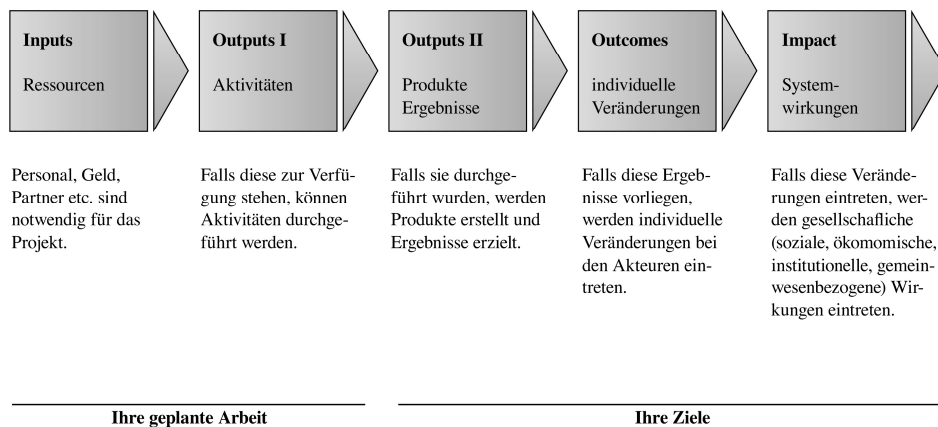 Inputs
Ressourcen
Outputs I
Aktivitäten
Outputs II
Produkte
Ergebnisse
Outcomes
individuelle
Veränderungen
Impact
System-
wirkungen
Personal, Geld,
Partner etc. sind
notwendig für das
Projekt.
Falls diese zur Verfü-
gung stehen, können
Aktivitäten durchge-
führt werden.
Falls sie durchge-
führt wurden, werden
Produkte erstellt und
Ergebnisse erzielt.
Falls diese Ergeb-
nisse vorliegen,
werden individuelle
Veränderungen bei
den Akteuren ein-
treten.
Falls diese Verände-
rungen eintreten, wer-
den gesellschafliche
(soziale, ökomomische,
institutionelle, gemein-
wesenbezogene) Wir-
kungen eintreten.
Ihre geplante Arbeit
Ihre Ziele